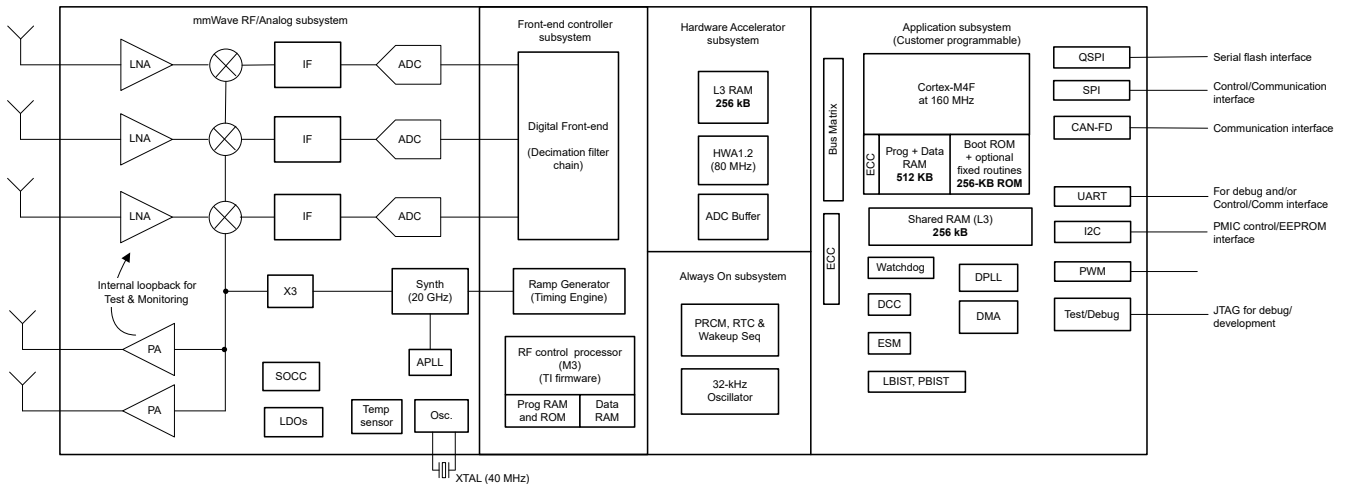 mmWave RF/Analog subsystem
LNA
IF
ADC
LNA
IF
ADC
LNA
IF
ADC
Internal loopback for
Test & Monitoring
X3
Synth
(20 GHz)
PA
APLL
SOCC
PA
LDOs
Temp
sensor
Osc.
XTAL (40 MHz)
Front-end controller
subsystem
Digital Front-end
(Decimation filter
chain)
Ramp Generator
(Timing Engine)
RF control processor
(M3)
(TI firmware)
Prog RAM
and ROM
Data
RAM
Hardware Accelerator
subsystem
L3 RAM
256 kB
HWA1.2
(80 MHz)
ADC Buffer
Always On subsystem
PRCM, RTC &
Wakeup Seq
32-kHz
Oscillator
Application subsystem
(Customer programmable)
Bus Matrix
Cortex-M4F
at 160 MHz
ECC
Prog + Data
RAM
512 KB
Boot ROM
+ optional
fixed routines
256-KB ROM
ECC
Shared RAM (L3)
256 kB
Watchdog
DPLL
DCC
DMA
ESM
LBIST, PBIST
QSPI
Serial flash interface
SPI
Control/Communication
interface
CAN-FD
Communication interface
UART
For debug and/or
Control/Comm interface
I2C
PMIC control/EEPROM
interface
PWM
Test/Debug
JTAG for debug/
development